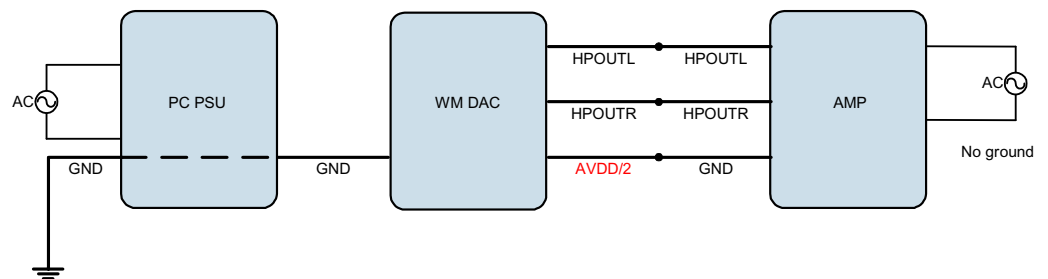 HPOUTL
HPOUTL
AC
PC PSU
WM DAC
HPOUTR
HPOUTR
AMP
AC
GND
GND
AVDD/2
GND
No ground